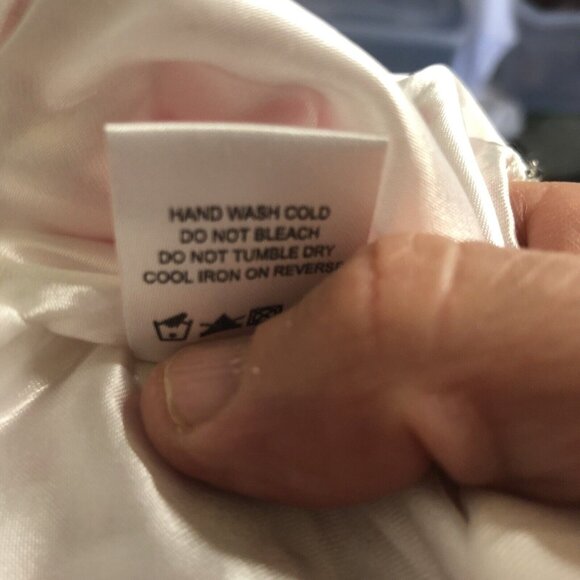 HAND WASH COLD
DO NOT BLEACH
DO NOT TUMBLE DRY
COOL IRON ON REVERSE